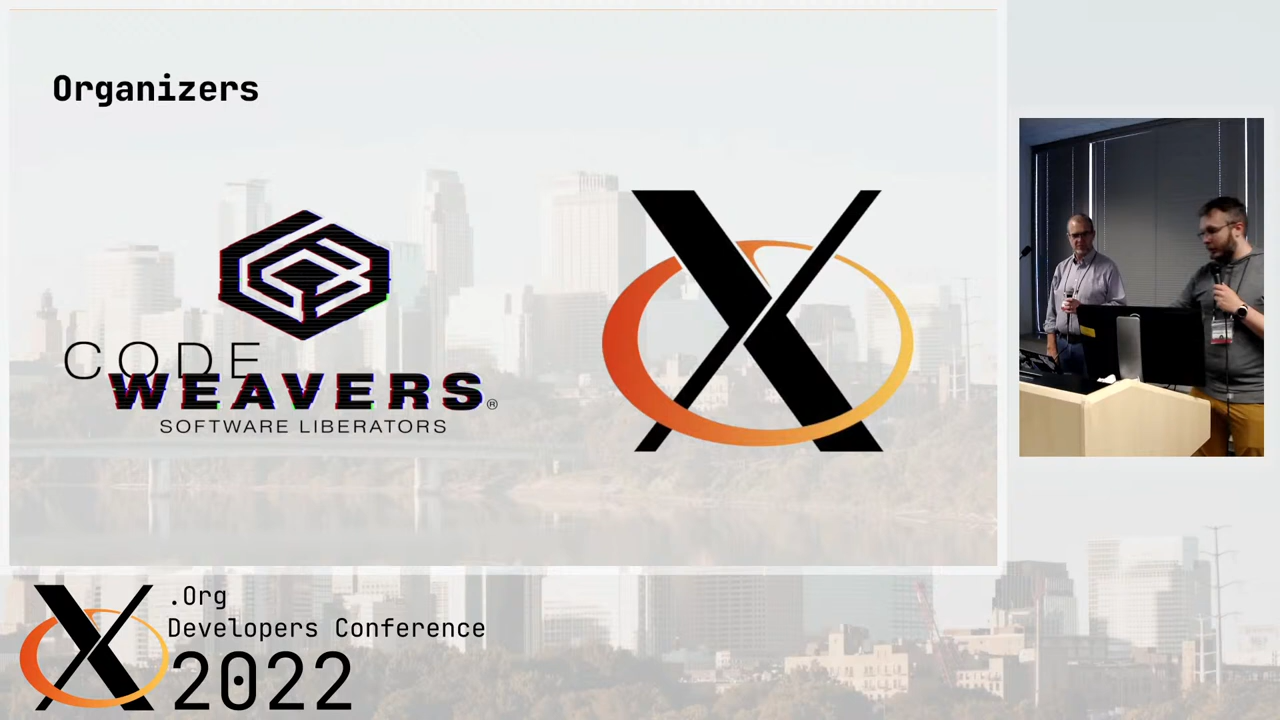 Organizers
CODE
WEAVERS®
SOFTWARE LIBERATORS
X
X
.Org
Developers Conference
2022